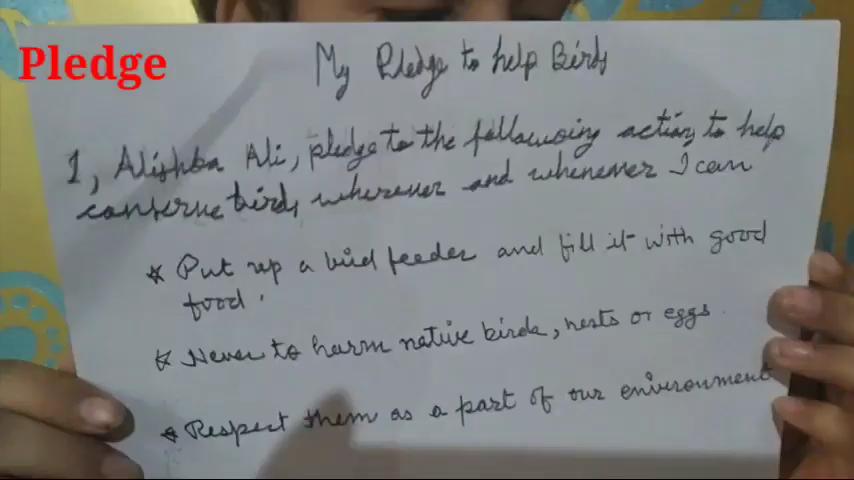 Pledge
My Pledge to help Birds
I, Alishba Ali, pledge to the following action to help
conserve birds, wherever and whenever I can
* Put up a bird feeder and fill it with good
food.
* Never to harm native birds, nests or eggs
* Respect them as a part of our environment